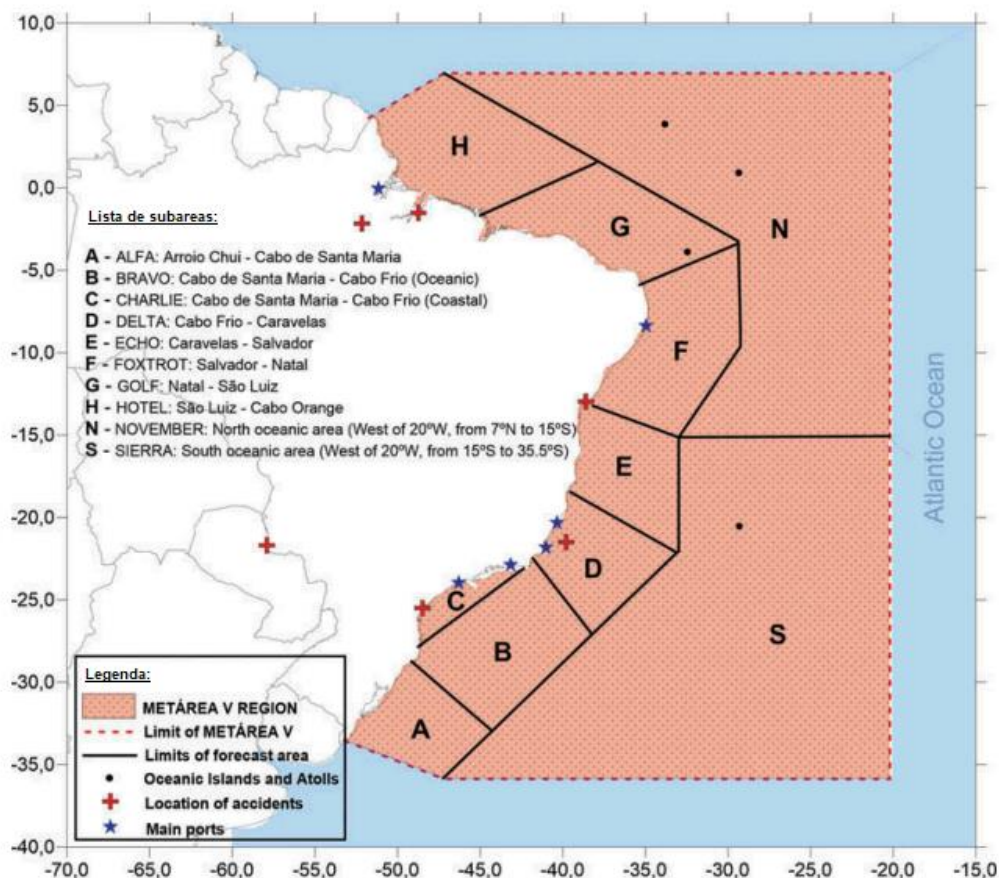 10,0
5,0
0,0
-5,0
-10,0
-15,0
-20,0
-25,0
-30,0
-35,0
-40,0
-70,0 -65,0 -60,0 -55,0 -50,0 -45,0 -40,0 -35,0 -30,0 -25,0 -20,0 -15,0
Lista de subareas:
A - ALFA: Arroio Chui - Cabo de Santa Maria
B - BRAVO: Cabo de Santa Maria - Cabo Frio (Oceanic)
C - CHARLIE: Cabo de Santa Maria - Cabo Frio (Coastal)
D - DELTA: Cabo Frio - Caravelas
E - ECHO: Caravelas - Salvador
F - FOXTROT: Salvador - Natal
G - GOLF: Natal - São Luiz
H - HOTEL: São Luiz - Cabo Orange
N - NOVEMBER: North oceanic area (West of 20ºW, from 7ºN to 15ºS)
S - SIERRA: South oceanic area (West of 20ºW, from 15ºS to 35.5ºS)
H
G
N
F
E
D
C
B
S
A
Atlantic Ocean
Legenda:
METÁREA V REGION
Limit of METÁREA V
Limits of forecast area
Oceanic Islands and Atolls
Location of accidents
Main ports